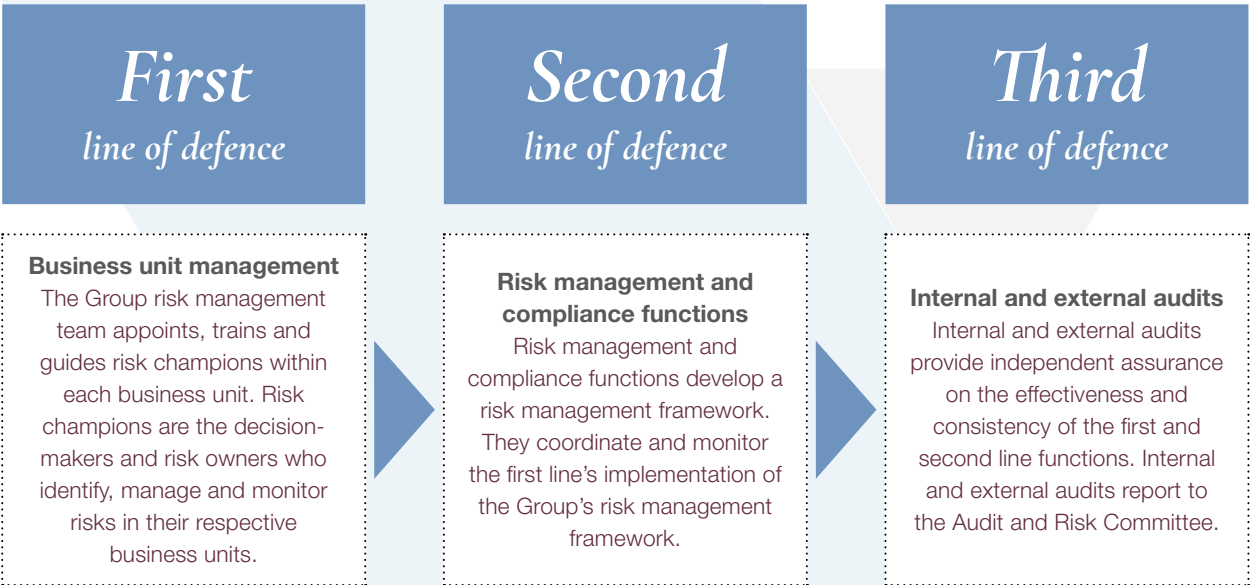 First
line of defence
Business unit management
The Group risk management
team appoints, trains and
guides risk champions within
each business unit. Risk
champions are the decision-
makers and risk owners who
identify, manage and monitor
risks in their respective
business units.
Second
line of defence
Risk management and
compliance functions
Risk management and
compliance functions develop a
risk management framework.
They coordinate and monitor
the first line’s implementation of
the Group’s risk management
framework.
Third
line of defence
Internal and external audits
Internal and external audits
provide independent assurance
on the effectiveness and
consistency of the first and
second line functions. Internal
and external audits report to
the Audit and Risk Committee.